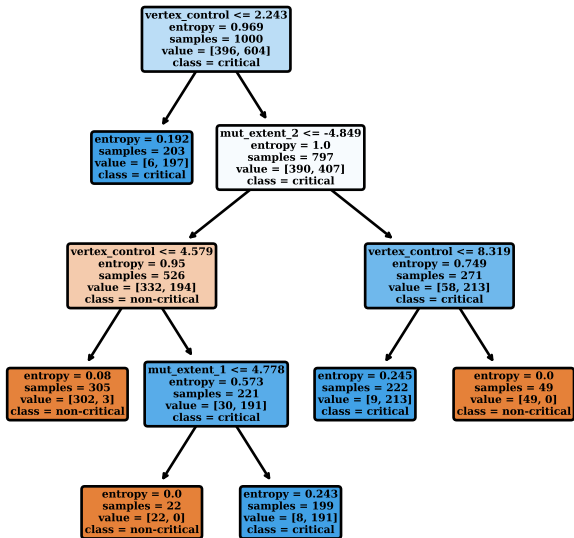 vertex_control <= 2.243
entropy = 0.969
samples = 1000
value = [396, 604]
class = critical
entropy = 0.192
samples = 203
value = [6, 197]
class = critical
mut_extent_2 <= -4.849
entropy = 1.0
samples = 797
value = [390, 407]
class = critical
vertex_control <= 4.579
entropy = 0.95
samples = 526
value = [332, 194]
class = non-critical
vertex_control <= 8.319
entropy = 0.749
samples = 271
value = [58, 213]
class = critical
entropy = 0.08
samples = 305
value = [302, 3]
class = non-critical
mut_extent_1 <= 4.778
entropy = 0.573
samples = 221
value = [30, 191]
class = critical
entropy = 0.245
samples = 222
value = [9, 213]
class = critical
entropy = 0.0
samples = 49
value = [49, 0]
class = non-critical
entropy = 0.0
samples = 22
value = [22, 0]
class = non-critical
entropy = 0.243
samples = 199
value = [8, 191]
class = critical